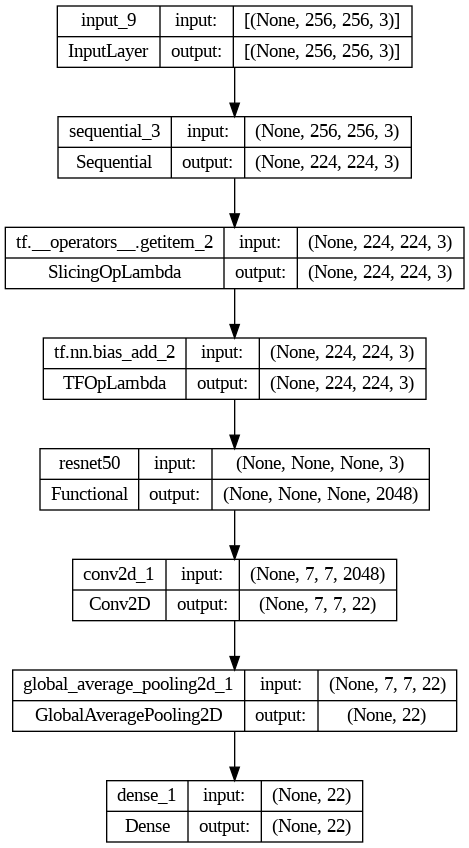 input_9 input: [(None, 256, 256, 3)]
InputLayer output: [(None, 256, 256, 3)]
sequential_3 input: (None, 256, 256, 3)
Sequential output: (None, 224, 224, 3)
tf.__operators__.getitem_2 input: (None, 224, 224, 3)
SlicingOpLambda output: (None, 224, 224, 3)
tf.nn.bias_add_2 input: (None, 224, 224, 3)
TFOpLambda output: (None, 224, 224, 3)
resnet50 input: (None, None, None, 3)
Functional output: (None, None, None, 2048)
conv2d_1 input: (None, 7, 7, 2048)
Conv2D output: (None, 7, 7, 22)
global_average_pooling2d_1 input: (None, 7, 7, 22)
GlobalAveragePooling2D output: (None, 22)
dense_1 input: (None, 22)
Dense output: (None, 22)